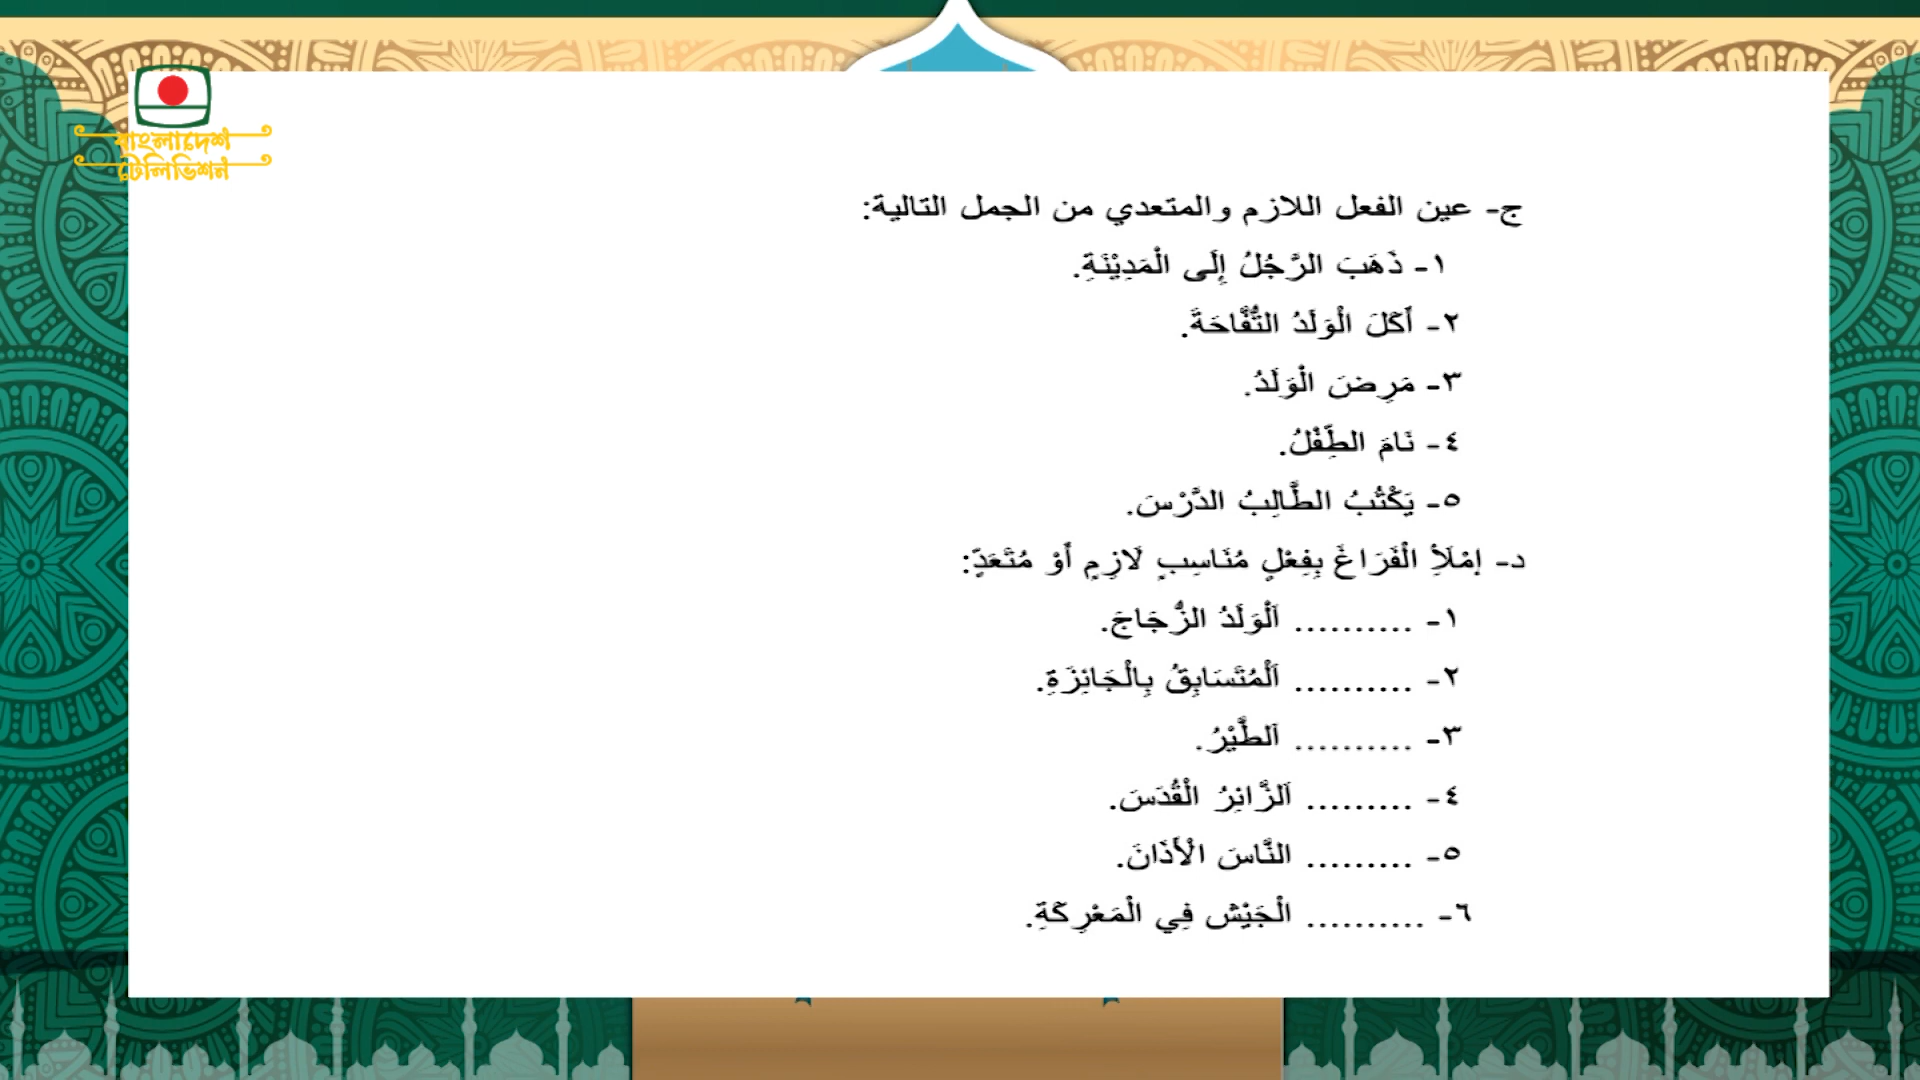 বাংলাদেশ
টেলিভিশন
ج- عين الفعل اللازم والمتعدي من الجمل التالية:
١- ذَهَبَ الرَّجُلُ إِلَى الْمَدِيْنَةِ.
٢- أَكَلَ الْوَلَدُ التُّفَّاحَةَ.
٣- مَرِضَ الْوَلَدُ.
٤- نَامَ الطِّفْلُ.
٥- يَكْتُبُ الطَّالِبُ الدَّرْسَ.
د- إمْلَأِ الْفَرَاغَ بِفِعْلٍ مُنَاسِبٍ لَازِمٍ أَوْ مُتَعَدٍّ:
١- .......... اَلْوَلَدُ الزُّجَاجَ.
٢- .......... اَلْمُتَسَابِقُ بِالْجَائِزَةِ.
٣- .......... اَلطَّيْرُ.
٤- ......... اَلزَّائِرُ الْقُدَسَ.
٥- ......... النَّاسَ الْأَذَانَ.
٦- .......... الْجَيْشُ فِي الْمَعْرِكَةِ.